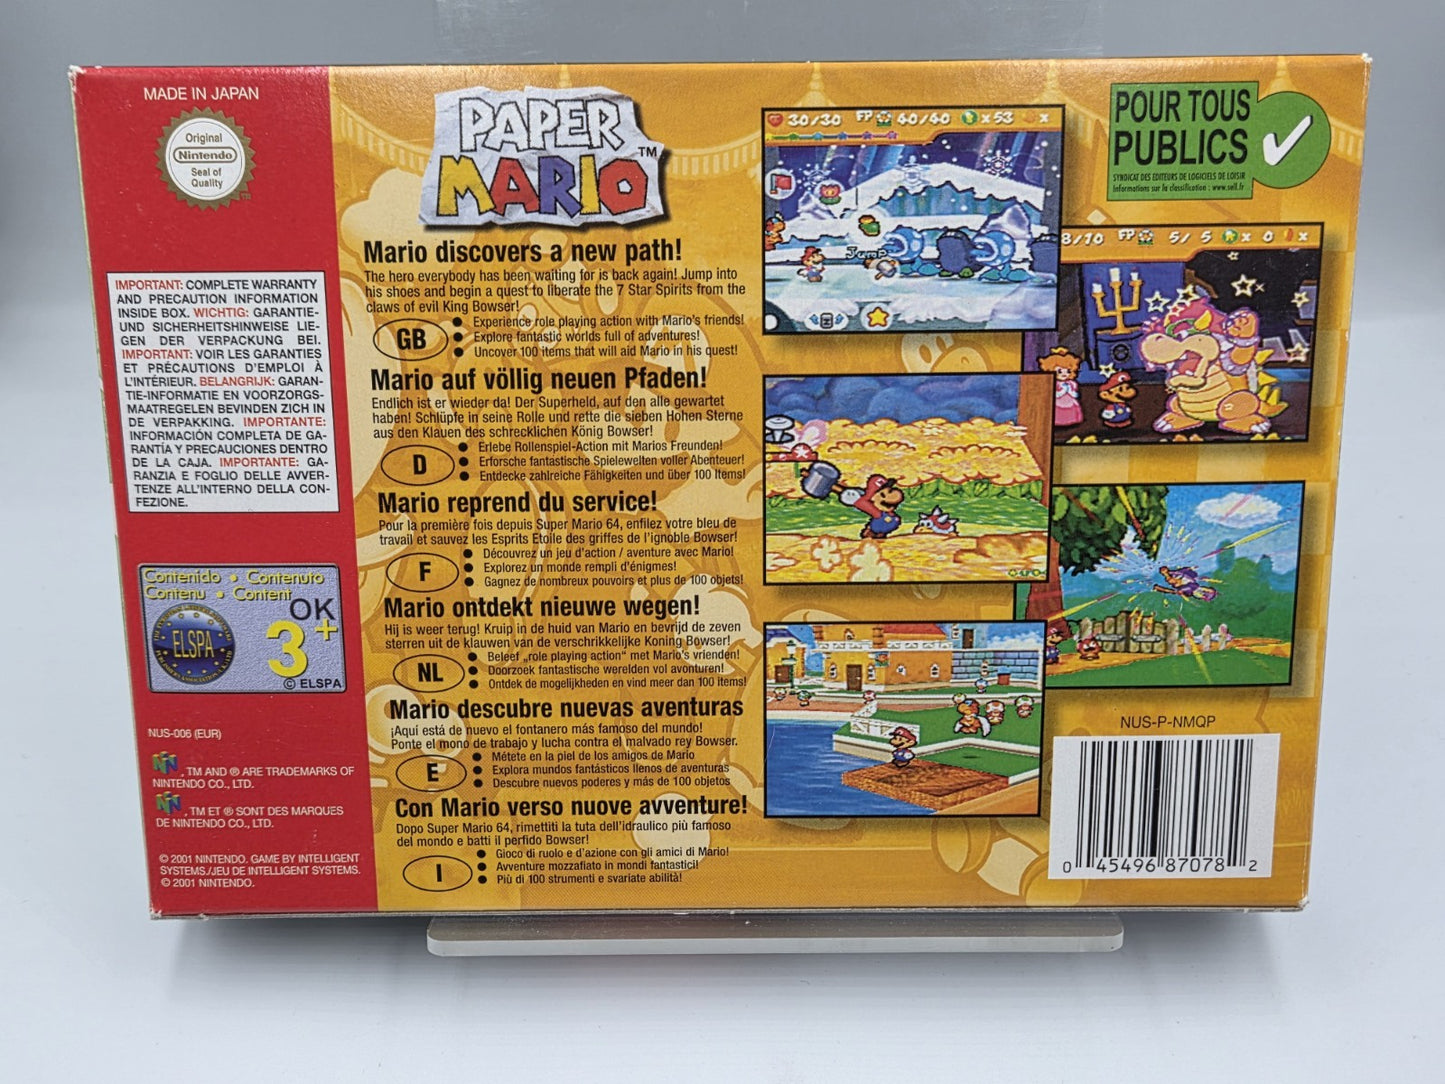 MADE IN JAPAN
Original
Nintendo
Seal of
Quality
TM
IMPORTANT: COMPLETE WARRANTY
AND PRECAUTION INFORMATION
INSIDE BOX. WICHTIG: GARANTIE-
UND SICHERHEITSHINWEISE LIE-
GEN DER VERPACKUNG BEI.
IMPORTANT: VOIR LES GARANTIES
ET PRÉCAUTIONS D'EMPLOI À
L'INTÉRIEUR. BELANGRIJK: GARAN-
TIE-INFORMATIE EN VOORZORGS-
MAATREGELEN BEVINDEN ZICH IN
DE VERPAKKING. IMPORTANTE:
INFORMACIÓN COMPLETA DE GA-
RANTÍA Y PRECAUCIONES DENTRO
DE LA CAJA. IMPORTANTE: GA-
RANZIA E FOGLIO DELLE AVVER-
TENZE ALL'INTERNO DELLA CON-
FEZIONE.
Contenido • Contenuto
Contenu • Content
OK
3+
ELSPA
© ELSPA
NUS-006 (EUR)
, TM AND ® ARE TRADEMARKS OF
NINTENDO CO., LTD.
, TM ET ® SONT DES MARQUES
DE NINTENDO CO., LTD.
© 2001 NINTENDO. GAME BY INTELLIGENT
SYSTEMS./JEU DE INTELLIGENT SYSTEMS.
© 2001 NINTENDO.
PAPER
MARIO™
Mario discovers a new path!
The hero everybody has been waiting for is back again! Jump into
his shoes and begin a quest to liberate the 7 Star Spirits from the
claws of evil King Bowser!
GB
• Experience role playing action with Mario's friends!
• Explore fantastic worlds full of adventures!
• Uncover 100 items that will aid Mario in his quest!
Mario auf völlig neuen Pfaden!
Endlich ist er wieder da! Der Superheld, auf den alle gewartet
haben! Schlüpfe in seine Rolle und rette die sieben Hohen Sterne
aus den Klauen des schrecklichen König Bowser!
D
• Erlebe Rollenspiel-Action mit Marios Freunden!
• Erforsche fantastische Spielewelten voller Abenteuer!
• Entdecke zahlreiche Fähigkeiten und über 100 Items!
Mario reprend du service!
Pour la première fois depuis Super Mario 64, enfilez votre bleu de
travail et sauvez les Esprits Etoile des griffes de l'ignoble Bowser!
F
• Découvrez un jeu d'action / aventure avec Mario!
• Explorez un monde rempli d'énigmes!
• Gagnez de nombreux pouvoirs et plus de 100 objets!
Mario ontdekt nieuwe wegen!
Hij is weer terug! Kruip in de huid van Mario en bevrijd de zeven
sterren uit de klauwen van de verschrikkelijke Koning Bowser!
NL
• Beleef „role playing action" met Mario's vrienden!
• Doorzoek fantastische werelden vol avonturen!
• Ontdek de mogelijkheden en vind meer dan 100 items!
Mario descubre nuevas aventuras
¡Aquí está de nuevo el fontanero más famoso del mundo!
Ponte el mono de trabajo y lucha contra el malvado rey Bowser.
E
• Métete en la piel de los amigos de Mario
• Explora mundos fantásticos llenos de aventuras
• Descubre nuevos poderes y más de 100 objetos
Con Mario verso nuove avventure!
Dopo Super Mario 64, rimettiti la tuta dell'idraulico più famoso
del mondo e batti il perfido Bowser!
I
• Gioco di ruolo e d'azione con gli amici di Mario!
• Avventure mozzafiato in mondi fantastici!
• Più di 100 strumenti e svariate abilità!
30/30 FP 40/40 x53 x
Jump
8/10 FP 5/ 5 x 0 x
POUR TOUS
PUBLICS
SYNDICAT DES EDITEURS DE LOGICIELS DE LOISIR
Informations sur la classification : www.sell.fr
NUS-P-NMQP
0 45496 87078 2